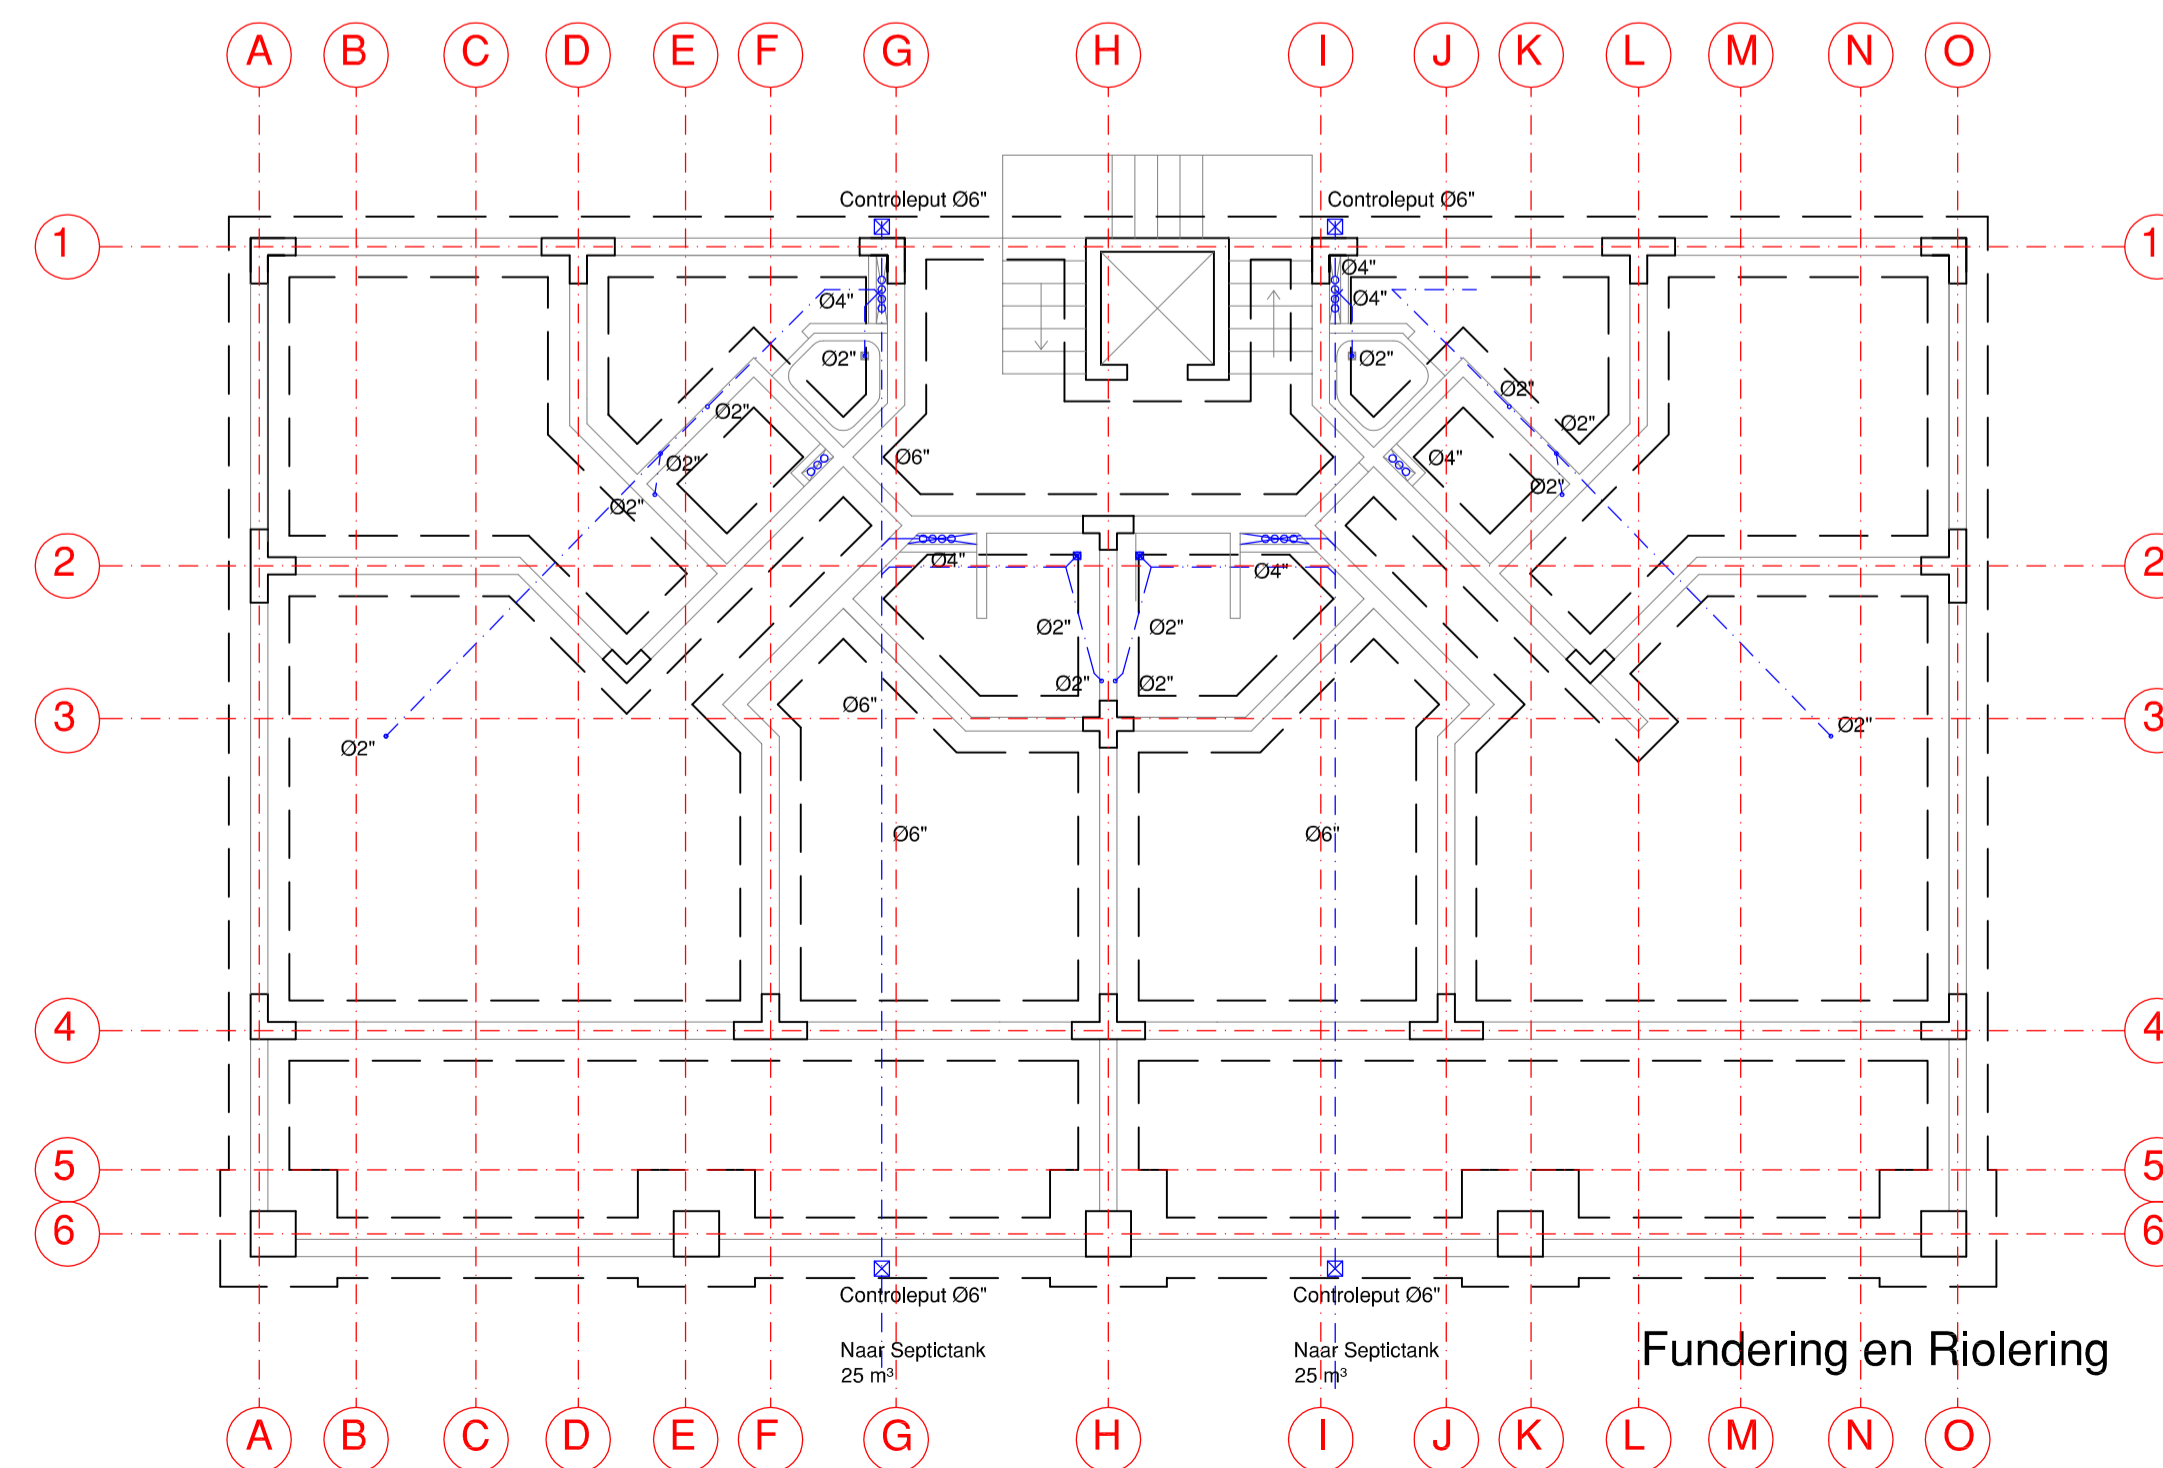 A B C D E F G H I J K L M N O
Controleput Ø6" Controleput Ø6"
1 1
Ø4"
Ø4" Ø4"
Ø2" Ø2"
Ø2"
Ø2" Ø2"
Ø2" Ø6" Ø4"
Ø2" Ø2"
2 Ø4" Ø4" 2
Ø2" Ø2"
Ø2" Ø2"
3 Ø6" 3
Ø2" Ø2"
Ø6" Ø6"
4 4
5 5
6 6
Controleput Ø6" Controleput Ø6"
Naar Septictank Naar Septictank
25 m³ 25 m³
Fundering en Riolering
A B C D E F G H I J K L M N O